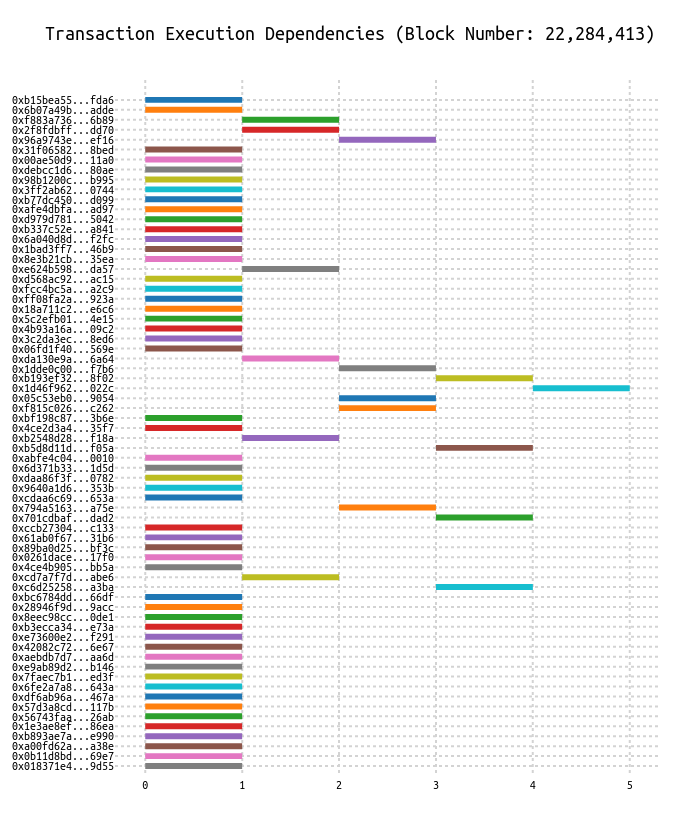 Transaction Execution Dependencies (Block Number: 22,284,413)
0xb15bea55...fda6
0x6b07a49b...adde
0xf883a736...6b89
0x2f8fdbff...dd70
0x96a9743e...ef16
0x31f06582...8bed
0x00ae50d9...11a0
0xdebcc1d6...80ae
0x98b1200c...b995
0x3ff2ab62...0744
0xb77dc450...d099
0xafe4dbfa...ad97
0xd979d781...5042
0xb337c52e...a841
0x6a040d8d...f2fc
0x1bad3ff7...46b9
0x8e3b21cb...35ea
0xe624b598...da57
0xd568ac92...ac15
0xfcc4bc5a...a2c9
0xff08fa2a...923a
0x18a711c2...e6c6
0x5c2efb01...4e15
0x4b93a16a...09c2
0x3c2da3ec...8ed6
0x06fd1f40...569e
0xda130e9a...6a64
0x1dde0c00...f7b6
0xb193ef32...8f02
0x1d46f962...022c
0x05c53eb0...9054
0xf815c026...c262
0xbf198c87...3b6e
0x4ce2d3a4...35f7
0xb2548d28...f18a
0xb5d8d11d...f05a
0xabfe4c04...0010
0x6d371b33...1d5d
0xdaa86f3f...0782
0x9640a1d6...353b
0xcdaa6c69...653a
0x794a5163...a75e
0x701cdbaf...dad2
0xccb27304...c133
0x61ab0f67...31b6
0x89ba0d25...bf3c
0x0261dace...17f0
0x4ce4b905...bb5a
0xcd7a7f7d...abe6
0xc6d25258...a3ba
0xbc6784dd...66df
0x28946f9d...9acc
0x8eec98cc...0de1
0xb3ecca34...e73a
0xe73600e2...f291
0x42082c72...6e67
0xaebdb7d7...aa6d
0xe9ab89d2...b146
0x7faec7b1...ed3f
0x6fe2a7a8...643a
0xdf6ab96a...467a
0x57d3a8cd...117b
0x56743faa...26ab
0x1e3ae8ef...86ea
0xb893ae7a...e990
0xa00fd62a...a38e
0x0b11d8bd...69e7
0x018371e4...9d55
0 1 2 3 4 5